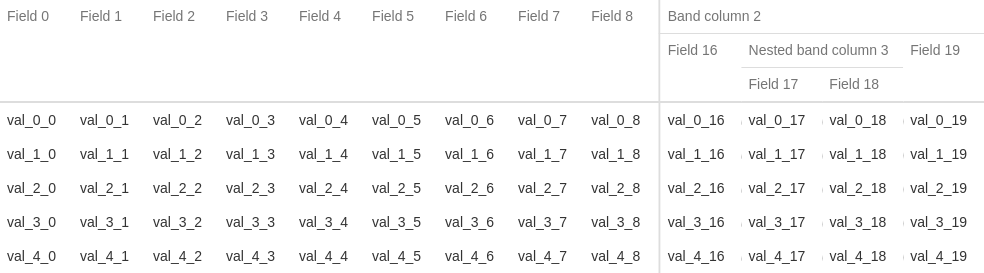 Field 0 Field 1 Field 2 Field 3 Field 4 Field 5 Field 6 Field 7 Field 8 Band column 2
Field 16 Nested band column 3 Field 19
Field 17 Field 18
val_0_0 val_0_1 val_0_2 val_0_3 val_0_4 val_0_5 val_0_6 val_0_7 val_0_8 val_0_16 val_0_17 val_0_18 val_0_19
val_1_0 val_1_1 val_1_2 val_1_3 val_1_4 val_1_5 val_1_6 val_1_7 val_1_8 val_1_16 val_1_17 val_1_18 val_1_19
val_2_0 val_2_1 val_2_2 val_2_3 val_2_4 val_2_5 val_2_6 val_2_7 val_2_8 val_2_16 val_2_17 val_2_18 val_2_19
val_3_0 val_3_1 val_3_2 val_3_3 val_3_4 val_3_5 val_3_6 val_3_7 val_3_8 val_3_16 val_3_17 val_3_18 val_3_19
val_4_0 val_4_1 val_4_2 val_4_3 val_4_4 val_4_5 val_4_6 val_4_7 val_4_8 val_4_16 val_4_17 val_4_18 val_4_19